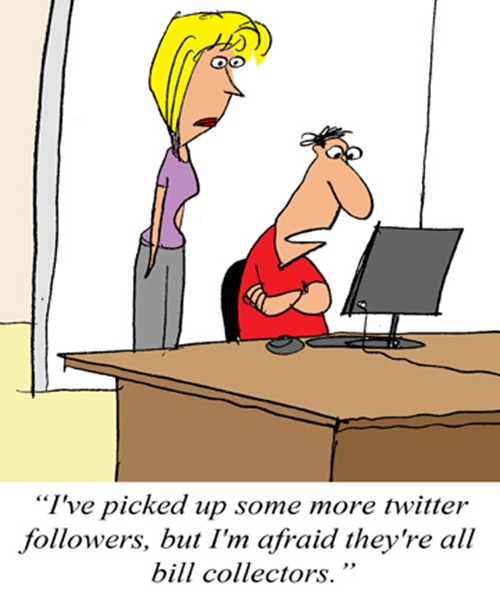 “I've picked up some more twitter
followers, but I'm afraid they're all
bill collectors.”